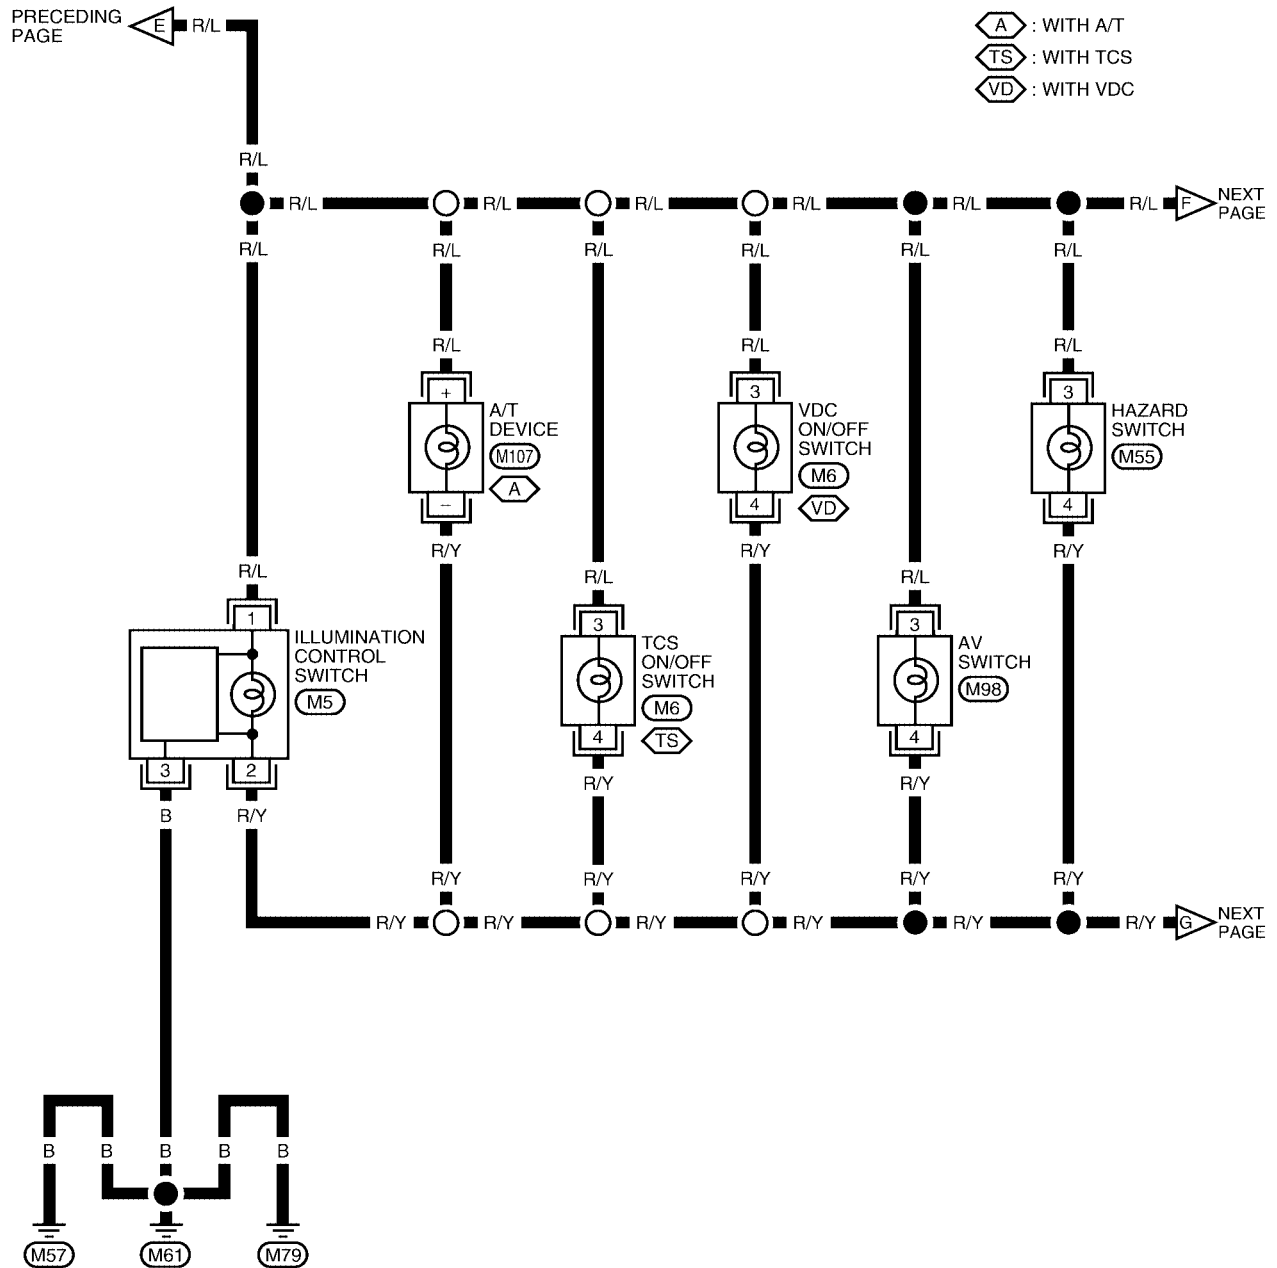 PRECEDING
PAGE
E
R/L
A : WITH A/T
TS : WITH TCS
VD : WITH VDC
R/L
R/L R/L R/L R/L R/L R/L F NEXT
PAGE
R/L R/L R/L R/L R/L R/L
R/L R/L R/L
+ 3 3
A/T
DEVICE
M107
A
VDC
ON/OFF
SWITCH
M6
VD
HAZARD
SWITCH
M55
– 4 4
R/Y R/Y R/Y
R/L R/L R/L
1 3 3
ILLUMINATION
CONTROL
SWITCH
M5
TCS
ON/OFF
SWITCH
M6
TS
AV
SWITCH
M98
4 4
3 2
R/Y R/Y
B R/Y
R/Y R/Y R/Y R/Y R/Y
R/Y R/Y R/Y R/Y R/Y R/Y G NEXT
PAGE
B B B B B
M57 M61 M79